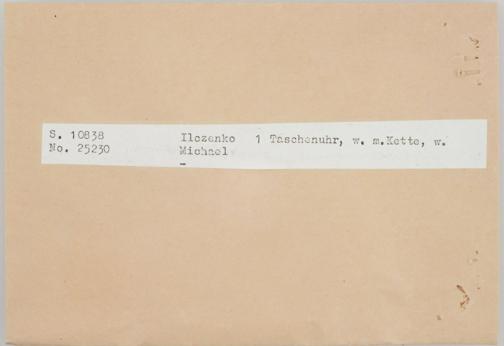 S. 10838 Ilczenko 1 Taschenuhr, w. m.Kette, w.
No. 25230 Michael